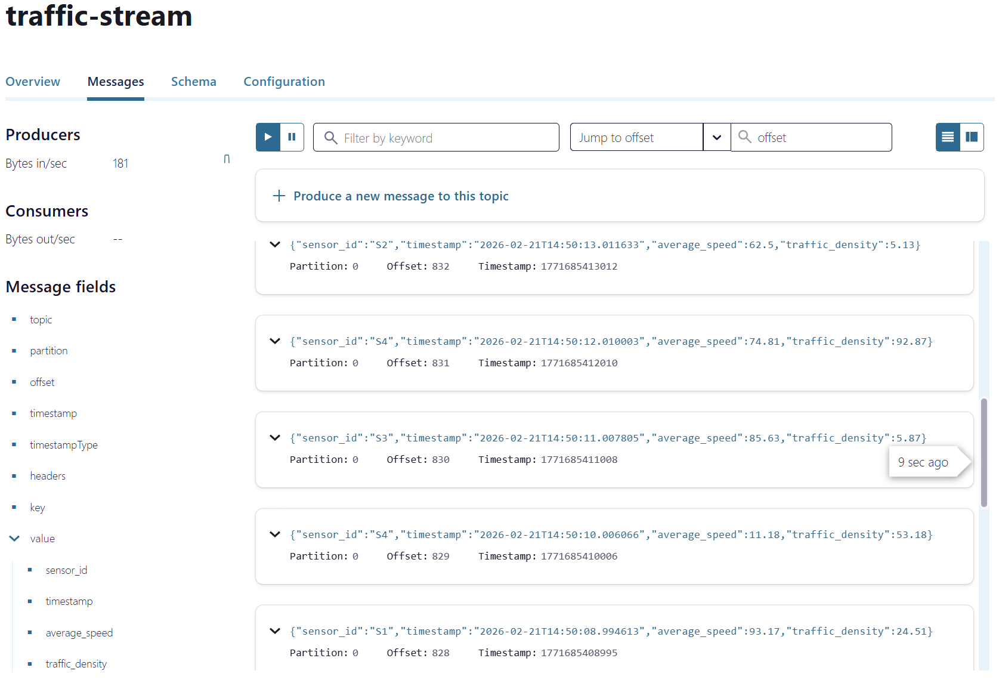 traffic-stream
Overview Messages Schema Configuration
Producers
Bytes in/sec 181
Consumers
Bytes out/sec --
Message fields
topic
partition
offset
timestamp
timestampType
headers
key
value
sensor_id
timestamp
average_speed
traffic_density
Filter by keyword Jump to offset offset
Produce a new message to this topic
{"sensor_id":"S2","timestamp":"2026-02-21T14:50:13.011633","average_speed":62.5,"traffic_density":5.13}
Partition: 0 Offset: 832 Timestamp: 1771685413012
{"sensor_id":"S4","timestamp":"2026-02-21T14:50:12.010003","average_speed":74.81,"traffic_density":92.87}
Partition: 0 Offset: 831 Timestamp: 1771685412010
{"sensor_id":"S3","timestamp":"2026-02-21T14:50:11.007805","average_speed":85.63,"traffic_density":5.87}
Partition: 0 Offset: 830 Timestamp: 1771685411008
9 sec ago
{"sensor_id":"S4","timestamp":"2026-02-21T14:50:10.006066","average_speed":11.18,"traffic_density":53.18}
Partition: 0 Offset: 829 Timestamp: 1771685410006
{"sensor_id":"S1","timestamp":"2026-02-21T14:50:08.994613","average_speed":93.17,"traffic_density":24.51}
Partition: 0 Offset: 828 Timestamp: 1771685408995